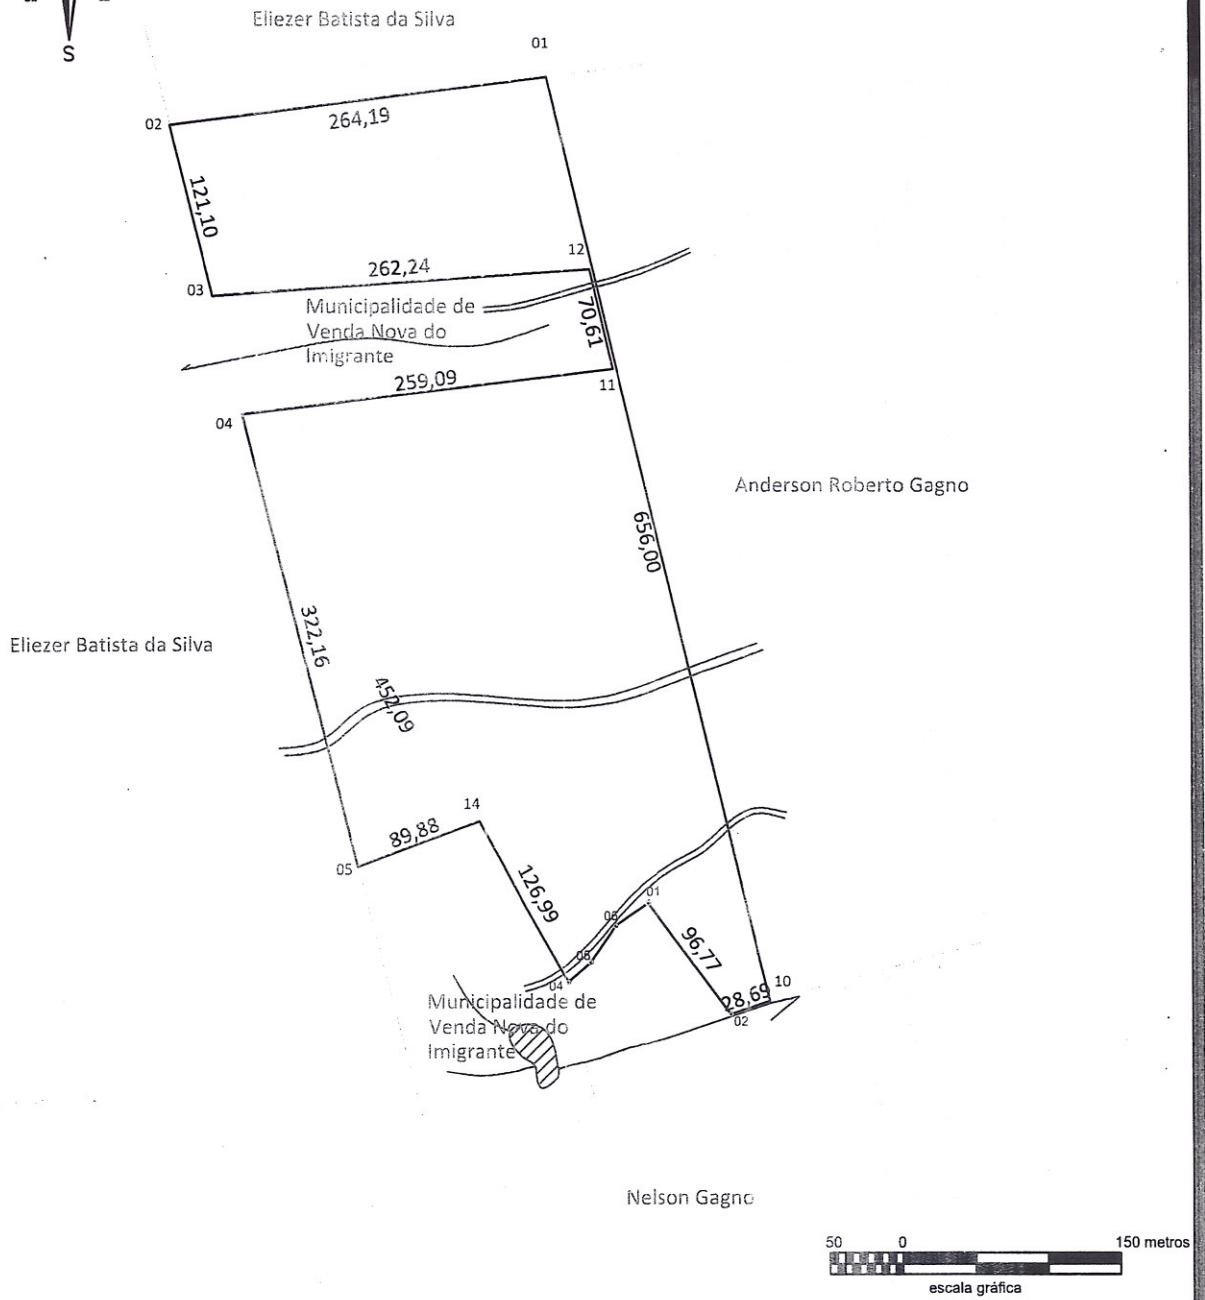 Eliezer Batista da Silva
S
01
02
264,19
121,10
12
262,24
03
Municipalidade de
Venda Nova do
Imigrante
70,61
259,09
11
04
Anderson Roberto Gagno
656,00
322,16
Eliezer Batista da Silva
452,09
14
89,88
05
126,99
01
96,77
04
10
28,69
02
Municipalidade de
Venda Nova do
Imigrante
Nelson Gagno
50 0 150 metros
escala gráfica